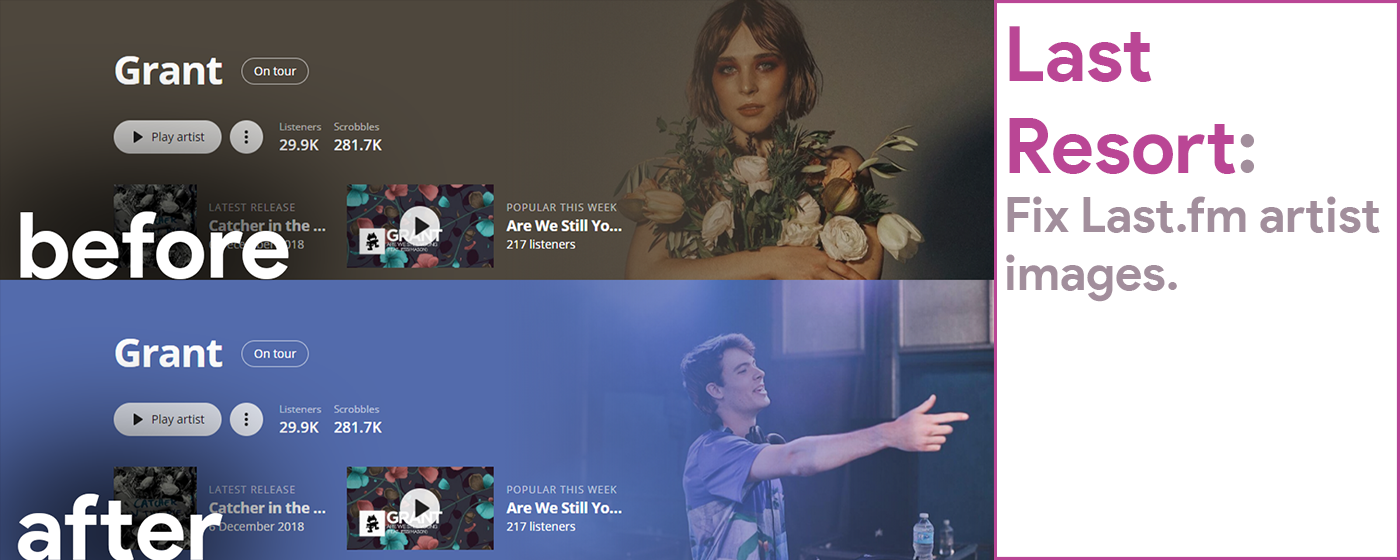 Grant
On tour
Play artist
Listeners
Scrobbles
29.9K
281.7K
LATEST RELEASE
Catcher in the ...
December 2018
GRANT
POPULAR THIS WEEK
Are We Still Yo...
217 listeners
before
Grant
On tour
Play artist
Listeners
Scrobbles
29.9K
281.7K
LATEST RELEASE
Catcher in the ...
6 December 2018
GRANT
POPULAR THIS WEEK
Are We Still Yo...
217 listeners
after
Last
Resort:
Fix Last.fm artist
images.